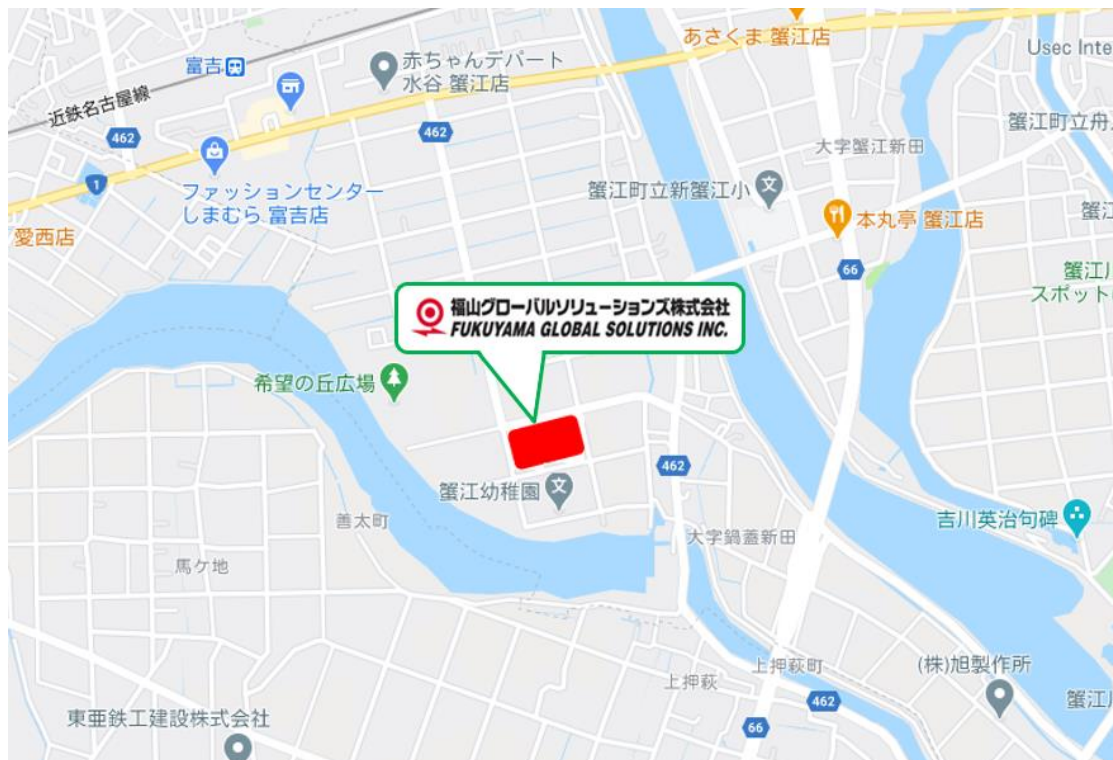 あさくま 蟹江店
Usec Inte
富吉
赤ちゃんデパート
水谷 蟹江店
近鉄名古屋線
462
462
蟹江町立舟
大字蟹江新田
1
ファッションセンター
しまむら 富吉店
蟹江町立新蟹江小
文
本丸亭 蟹江店
蟹江
愛西店
66
蟹江川
スポット
福山グローバルソリューションズ株式会社
FUKUYAMA GLOBAL SOLUTIONS INC.
希望の丘広場
462
蟹江幼稚園
文
善太町
大字鍋蓋新田
吉川英治句碑
馬ケ地
上押萩町
(株)旭製作所
上押萩
462
蟹江川
東亜鉄工建設株式会社
66